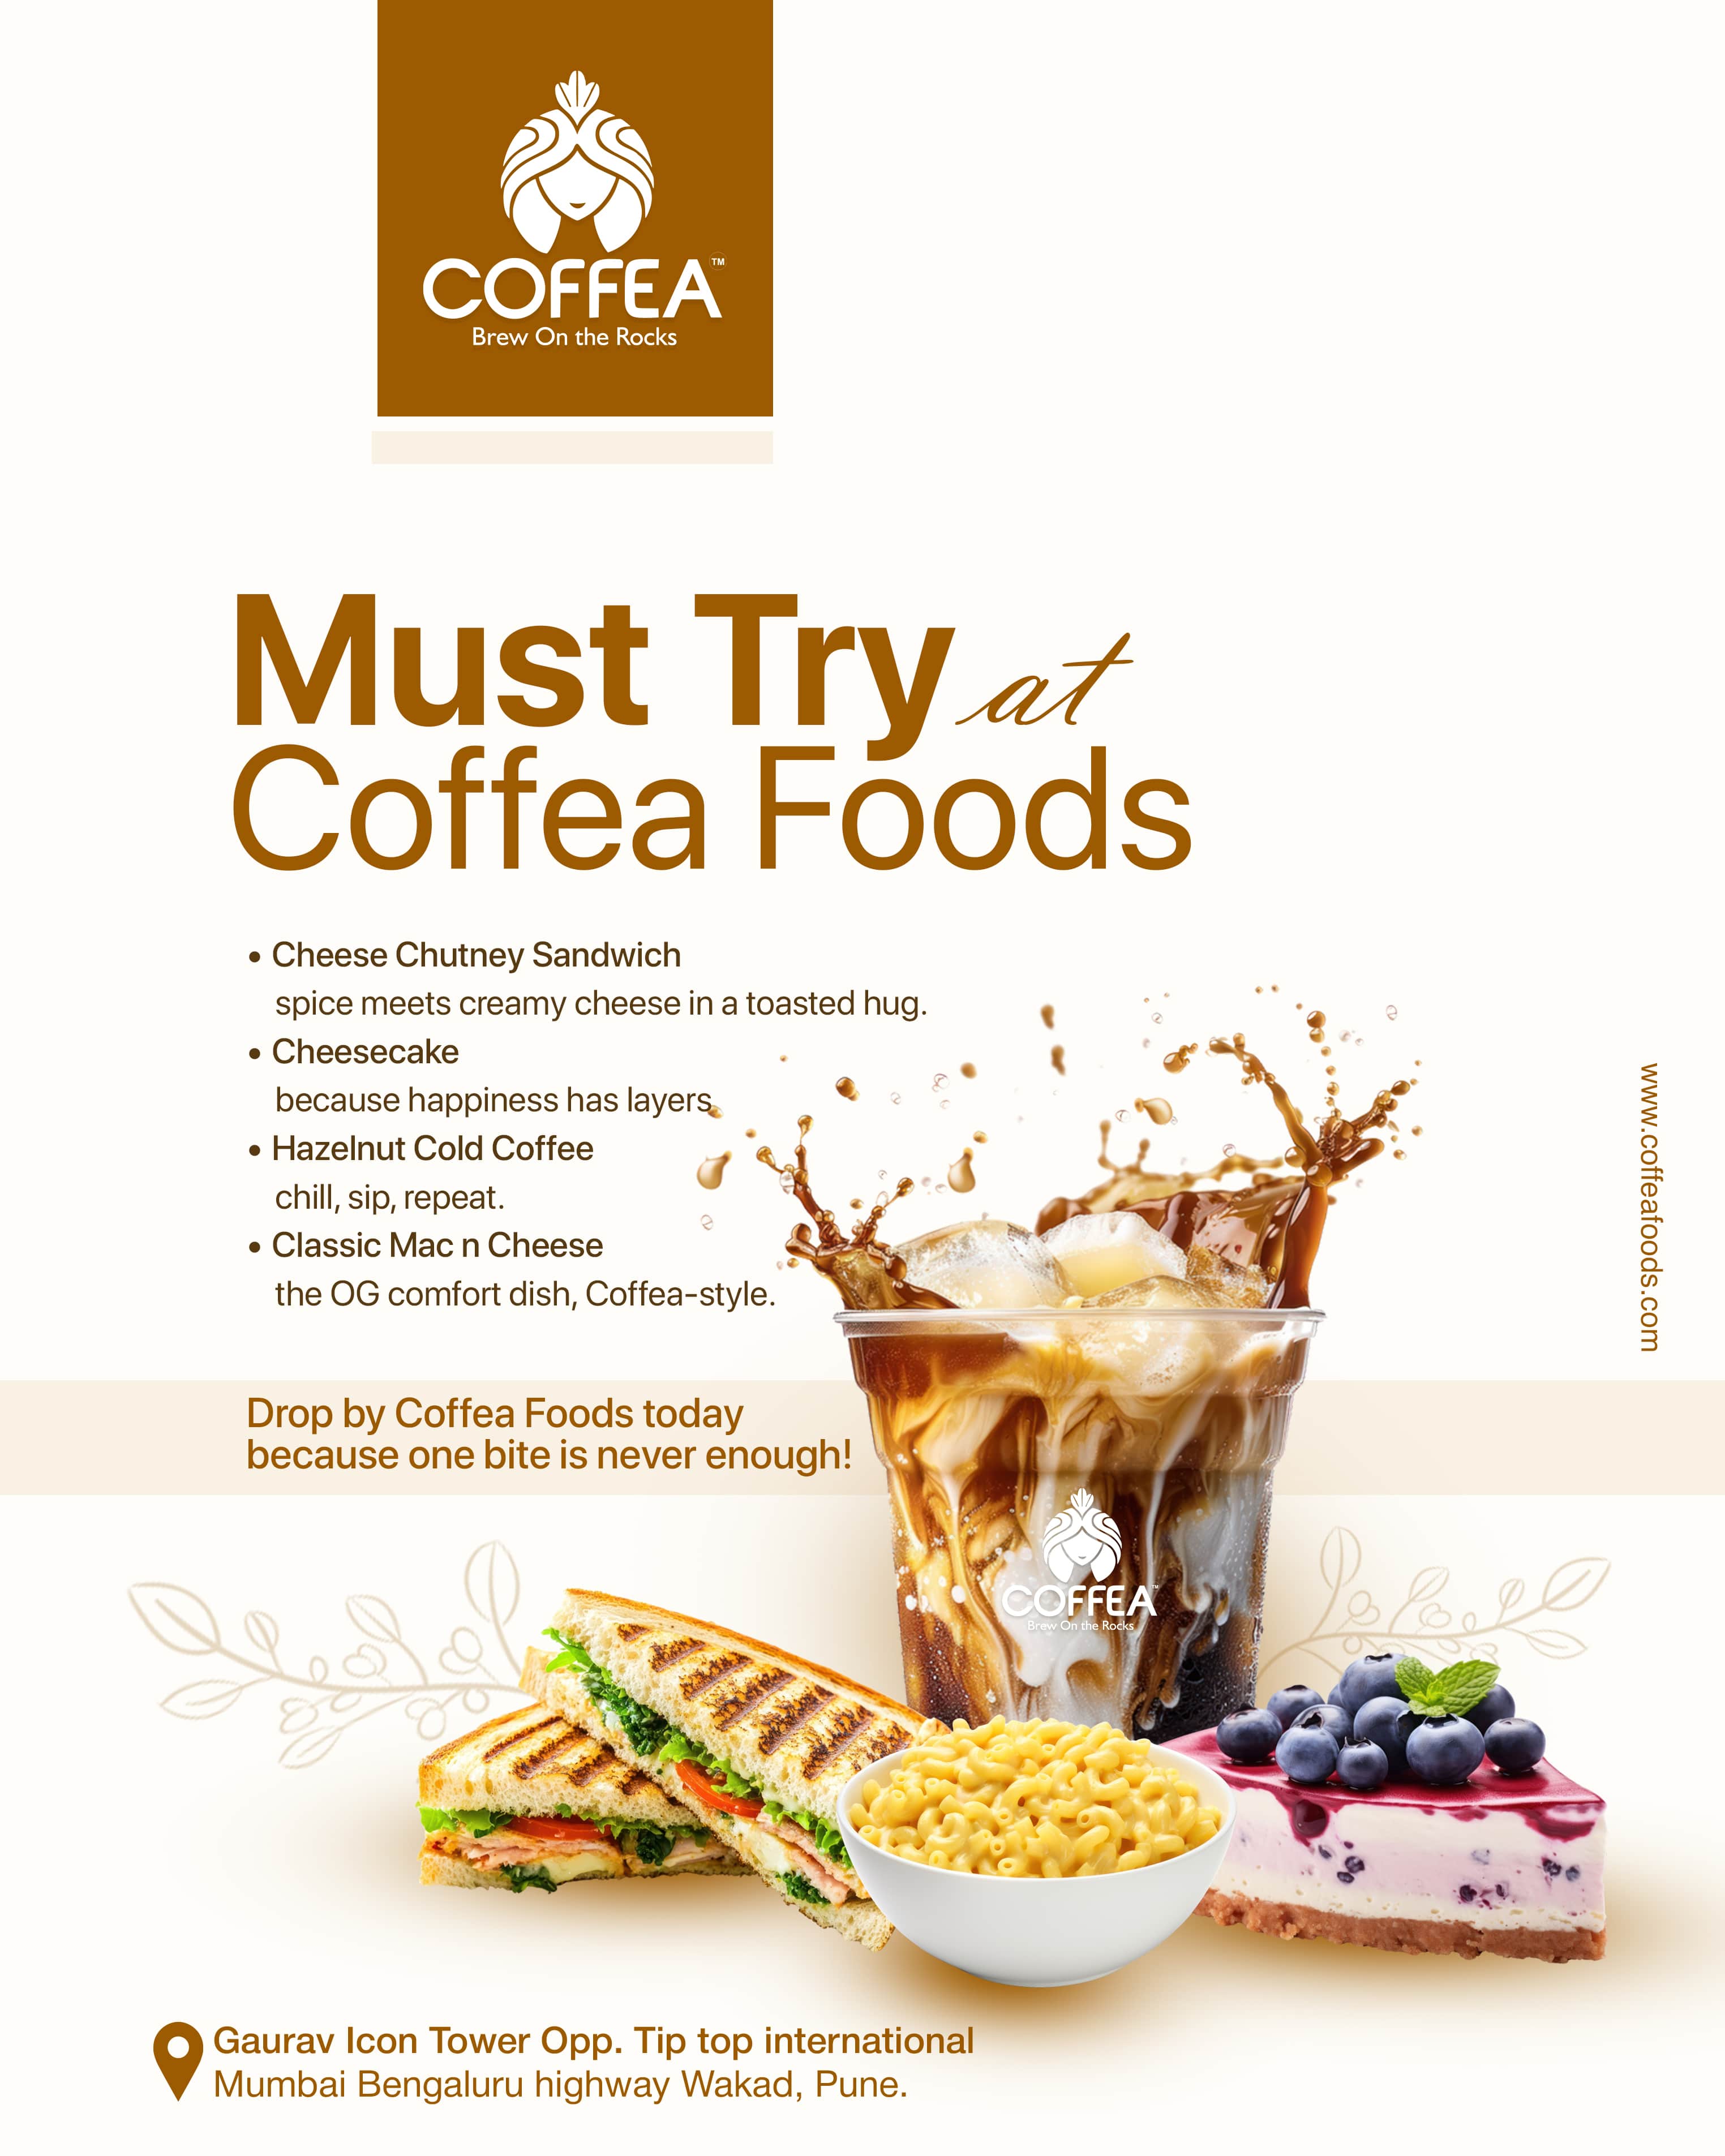 COFFEA™
Brew On the Rocks
Must Try at
Coffea Foods
• Cheese Chutney Sandwich
spice meets creamy cheese in a toasted hug.
• Cheesecake
because happiness has layers.
• Hazelnut Cold Coffee
chill, sip, repeat.
• Classic Mac n Cheese
the OG comfort dish, Coffea-style.
www.coffeafoods.com
Drop by Coffea Foods today
because one bite is never enough!
COFFEA™
Brew On the Rocks
Gaurav Icon Tower Opp. Tip top international
Mumbai Bengaluru highway Wakad, Pune.